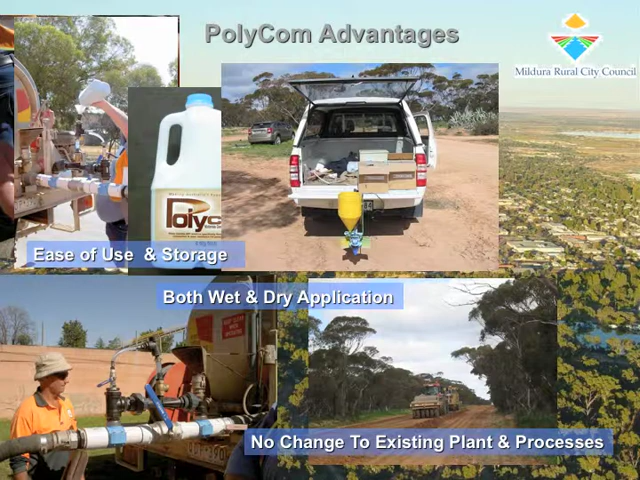 PolyCom Advantages
Mildura Rural City Council
Polyc
Ease of Use & Storage
Both Wet & Dry Application
No Change To Existing Plant & Processes